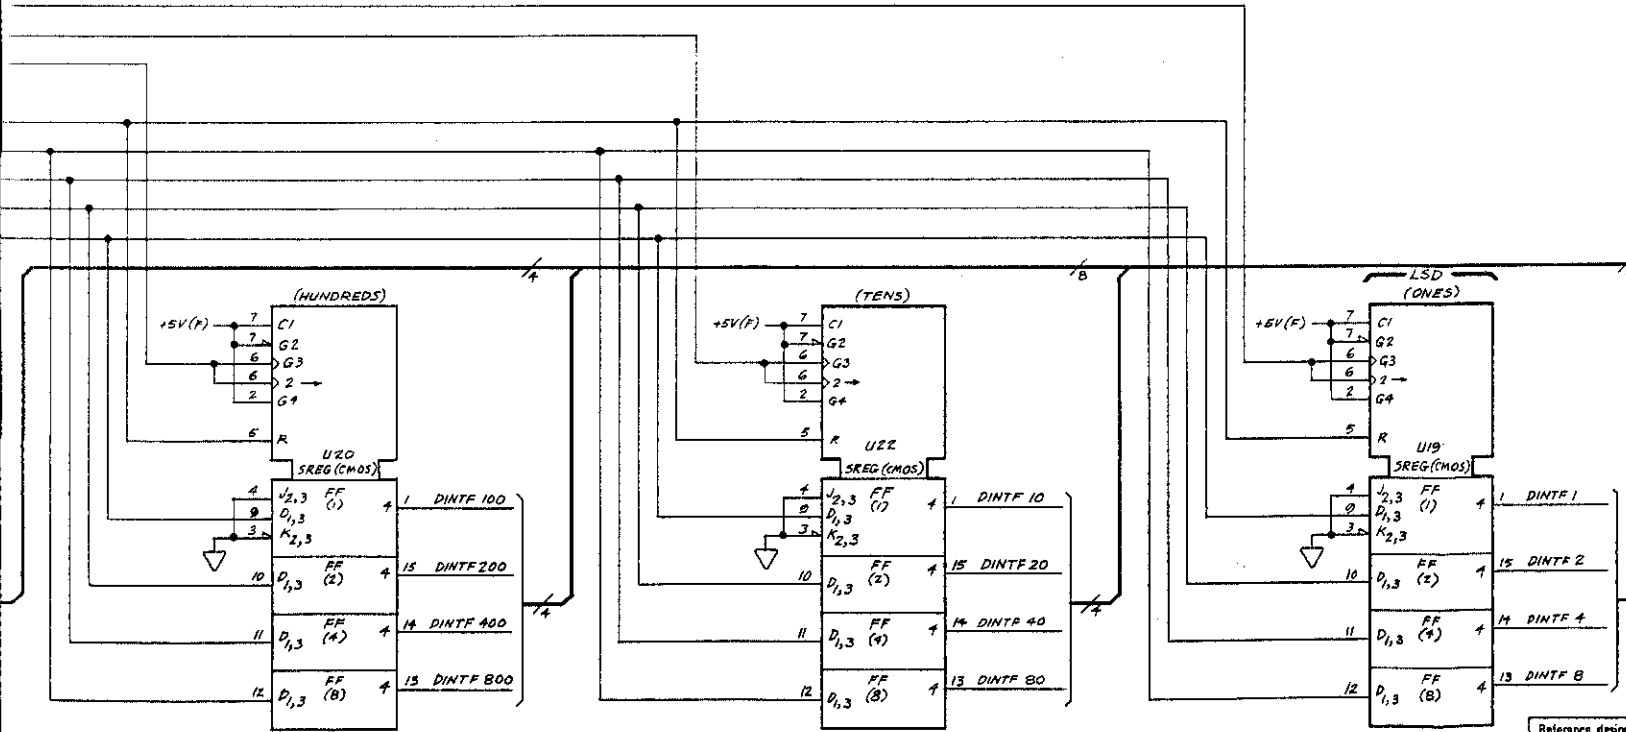 4
8
LSD
(HUNDREDS)
(TENS)
(ONES)
+5V(F) 7 C1
7 G2
6 G3
6 2 →
2 G4
5 R
U20
SREG (CMOS)
4 J2,3 FF (1) 4 1 DINTF 100
9 D1,3
3 K2,3
10 D1,3 FF (2) 4 15 DINTF 200
11 D1,3 FF (4) 4 14 DINTF 400
12 D1,3 FF (8) 4 13 DINTF 800
4
+5V(F) 7 C1
7 G2
6 G3
6 2 →
2 G4
5 R
U22
SREG (CMOS)
4 J2,3 FF (1) 4 1 DINTF 10
9 D1,3
3 K2,3
10 D1,3 FF (2) 4 15 DINTF 20
11 D1,3 FF (4) 4 14 DINTF 40
12 D1,3 FF (8) 4 13 DINTF 80
4
+5V(F) 7 C1
7 G2
6 G3
6 2 →
2 G4
5 R
U19
SREG (CMOS)
4 J2,3 FF (1) 4 1 DINTF 1
9 D1,3
3 K2,3
10 D1,3 FF (2) 4 15 DINTF 2
11 D1,3 FF (4) 4 14 DINTF 4
12 D1,3 FF (8) 4 13 DINTF 8
Reference